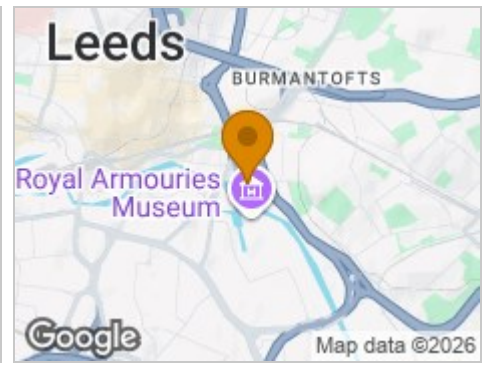 Leeds
BURMANTOFTS
Royal Armouries
Museum
Google
Map data ©2026